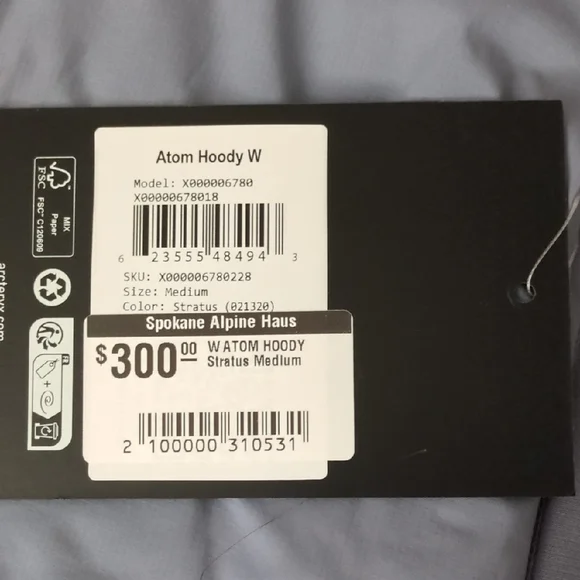 Atom Hoody W
Model: X000006780
X00000678018
6 23555 48494 3
SKU: X000006780228
Size: Medium
Color: Stratus (021320)
Spokane Alpine Haus
$300.00
W ATOM HOODY
Stratus Medium
2 100000 310531
FSC
FSC® C120609
MIX
Paper
arcteryx.com